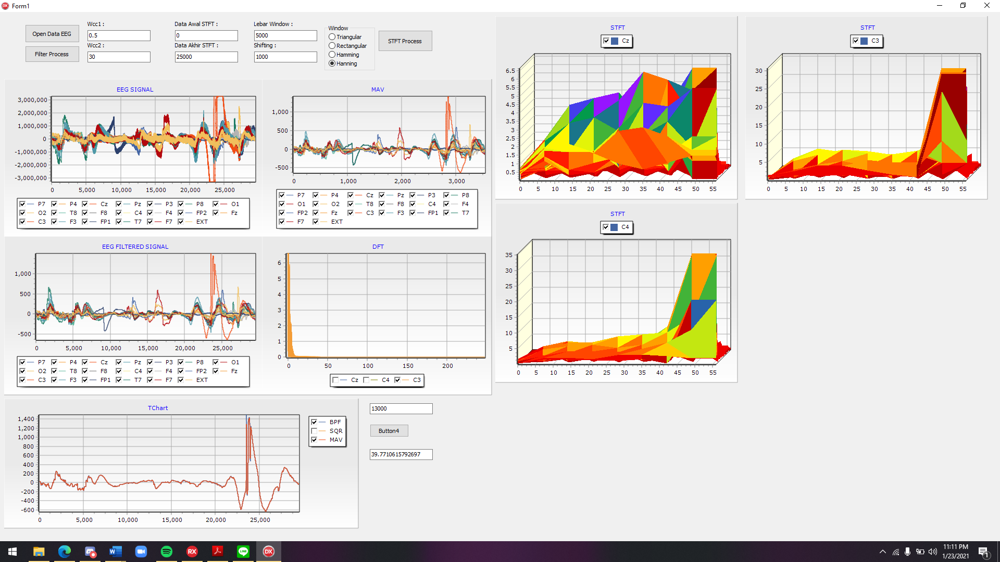 Form1
Open Data EEG
Filter Process
Wcc1 :
0.5
Wcc2 :
30
Data Awal STFT :
0
Data Akhir STFT :
25000
Lebar Window :
5000
Shifting :
1000
Window
Triangular
Rectangular
Hamming
Hanning
STFT Process
EEG SIGNAL
3,000,000
2,000,000
1,000,000
0
-1,000,000
-2,000,000
-3,000,000
0 5,000 10,000 15,000 20,000 25,000
P7 P4 Cz Pz P3 P8 O1
O2 T8 F8 C4 F4 FP2 Fz
C3 F3 FP1 T7 F7 EXT
MAV
1,000
500
0
-500
0 1,000 2,000 3,000
P7 P4 Cz Pz P3 P8
O1 O2 T8 F8 C4 F4
FP2 Fz C3 F3 FP1 T7
F7 EXT
EEG FILTERED SIGNAL
1,000
500
0
-500
0 5,000 10,000 15,000 20,000 25,000
P7 P4 Cz Pz P3 P8 O1
O2 T8 F8 C4 F4 FP2 Fz
C3 F3 FP1 T7 F7 EXT
DFT
6
5
4
3
2
1
0
0 50 100 150 200
Cz C4 C3
TChart
1,400
1,200
1,000
800
600
400
200
0
-200
-400
-600
0 5,000 10,000 15,000 20,000 25,000
BPF
SQR
MAV
13000
Button4
39.7710615792697
STFT
Cz
6.5
6
5.5
5
4.5
4
3.5
3
2.5
2
1.5
1
0.5
0 5 10 15 20 25 30 35 40 45 50 55
STFT
C3
30
25
20
15
10
5
0 5 10 15 20 25 30 35 40 45 50 55
STFT
C4
35
30
25
20
15
10
5
0 5 10 15 20 25 30 35 40 45 50 55
W
RX
LINE
DX
11:11 PM
1/23/2021
1